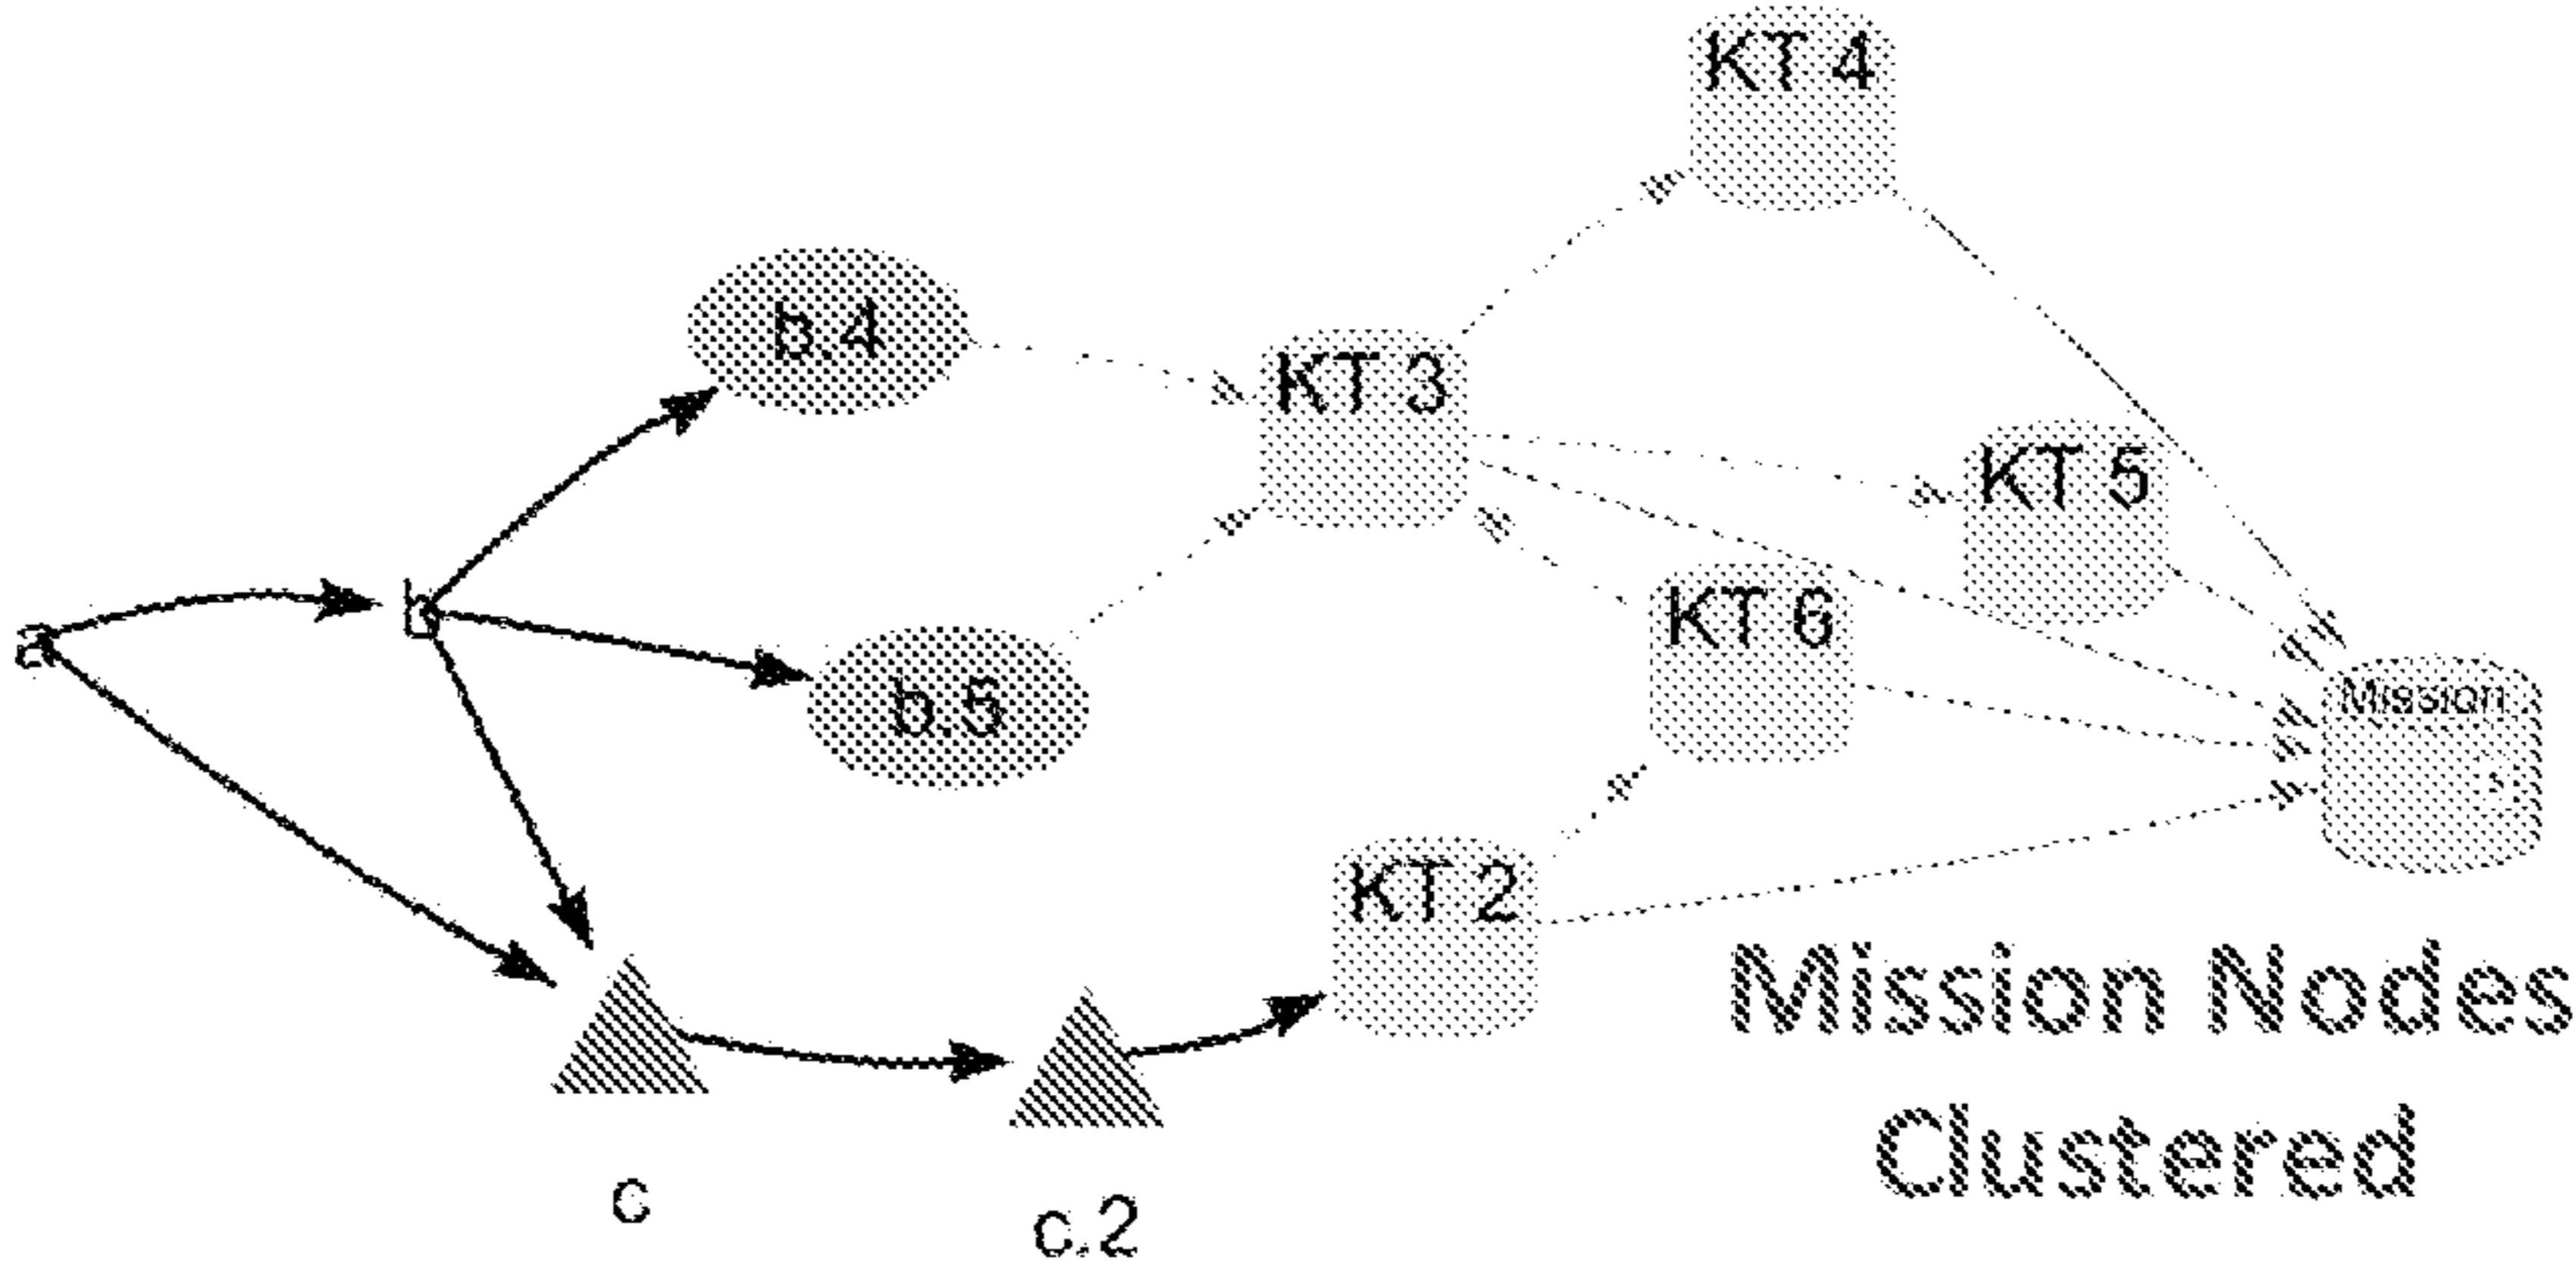 KT 4
b.4
KT 3
KT 5
a
b
KT 6
b.5
Mission
KT 2
Mission Nodes
Clustered
c
c.2